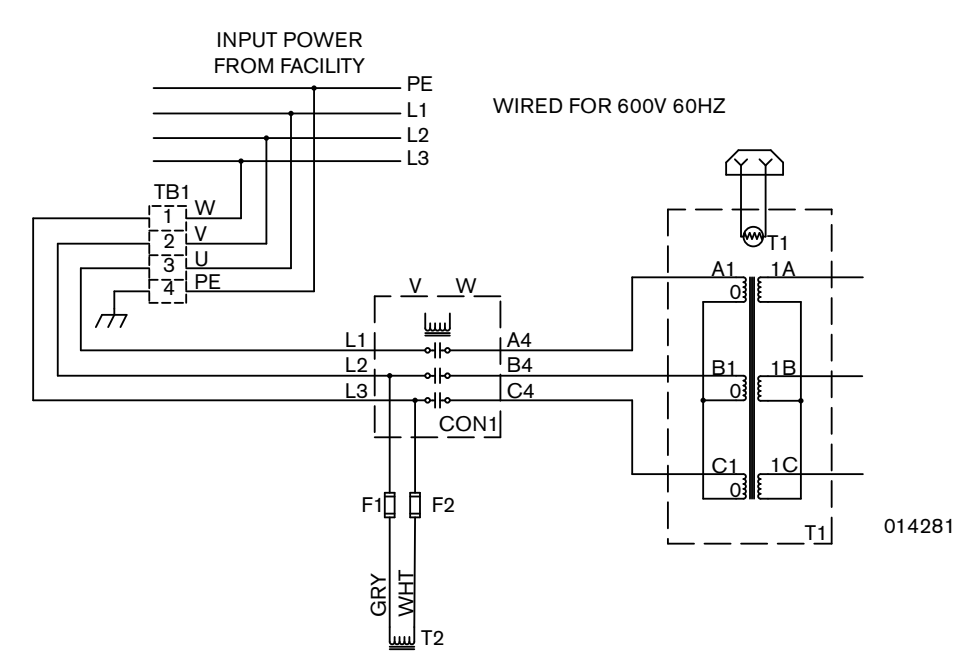 INPUT POWER
FROM FACILITY
PE
L1
L2
L3
WIRED FOR 600V 60HZ
TB1
1 W
2 V
3 U
4 PE
V W
L1 A4
L2 B4
L3 C4
CON1
F1 F2
GRY
WHT
T2
T1
A1 1A
0
B1 1B
0
C1 1C
0
T1
014281